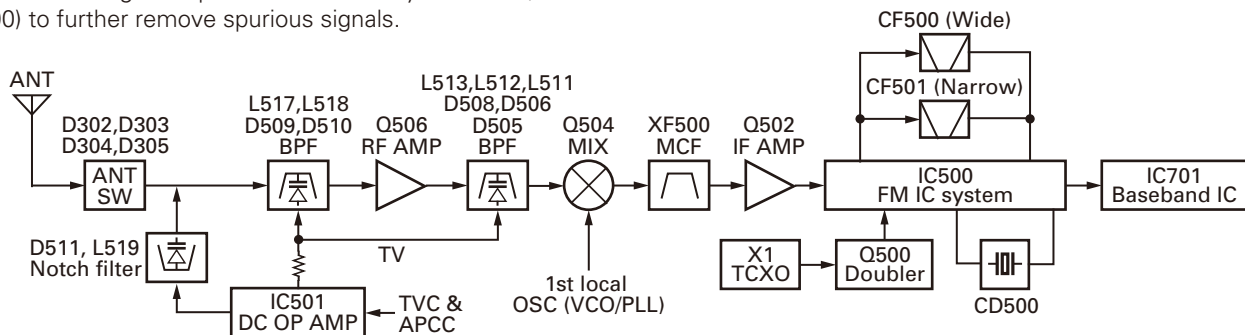 00) to further remove spurious signals.
CF500 (Wide)
CF501 (Narrow)
ANT
D302,D303
D304,D305
ANT
SW
L517,L518
D509,D510
BPF
Q506
RF AMP
L513,L512,L511
D508,D506
D505
BPF
Q504
MIX
XF500
MCF
Q502
IF AMP
IC500
FM IC system
IC701
Baseband IC
D511, L519
Notch filter
TV
IC501
DC OP AMP
TVC &
APCC
1st local
OSC (VCO/PLL)
X1
TCXO
Q500
Doubler
CD500